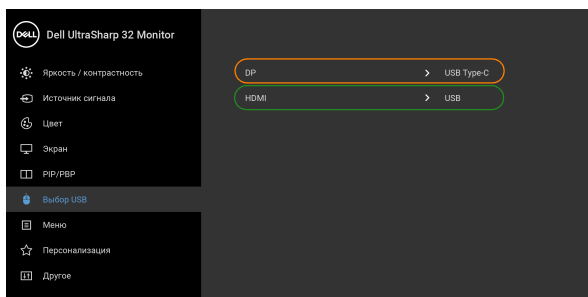 DELL Dell UltraSharp 32 Monitor
Яркость / контрастность
Источник сигнала
Цвет
Экран
PIP/PBP
Выбор USB
Меню
Персонализация
Другое
DP > USB Type-C
HDMI > USB